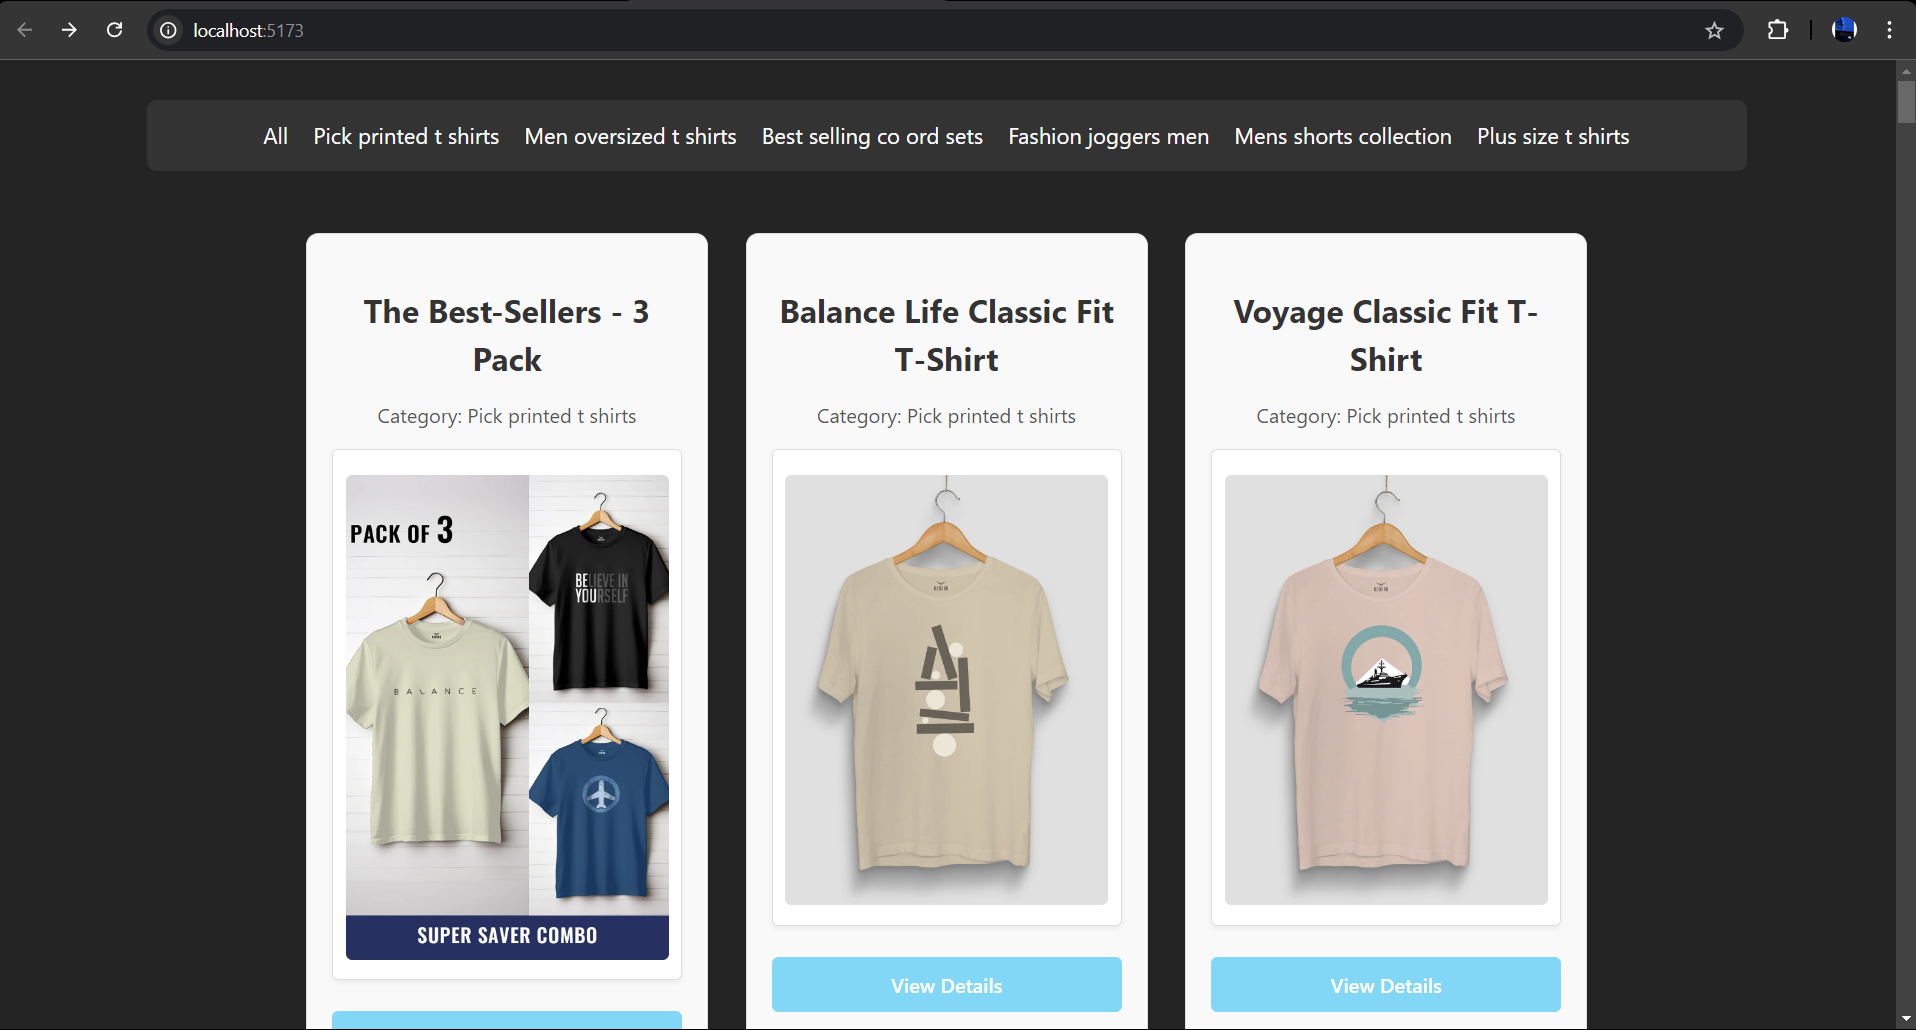 localhost:5173
All Pick printed t shirts Men oversized t shirts Best selling co ord sets Fashion joggers men Mens shorts collection Plus size t shirts
The Best-Sellers - 3
Pack
Category: Pick printed t shirts
PACK OF 3
BALANCE
BELIEVE IN
YOURSELF
SUPER SAVER COMBO
Balance Life Classic Fit
T-Shirt
Category: Pick printed t shirts
View Details
Voyage Classic Fit T-
Shirt
Category: Pick printed t shirts
View Details